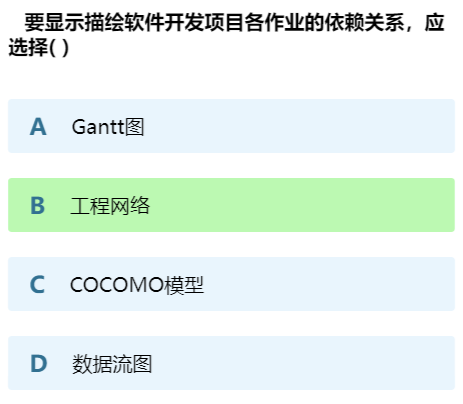 要显示描绘软件开发项目各作业的依赖关系，应
选择( )
A Gantt图
B 工程网络
C COCOMO模型
D 数据流图